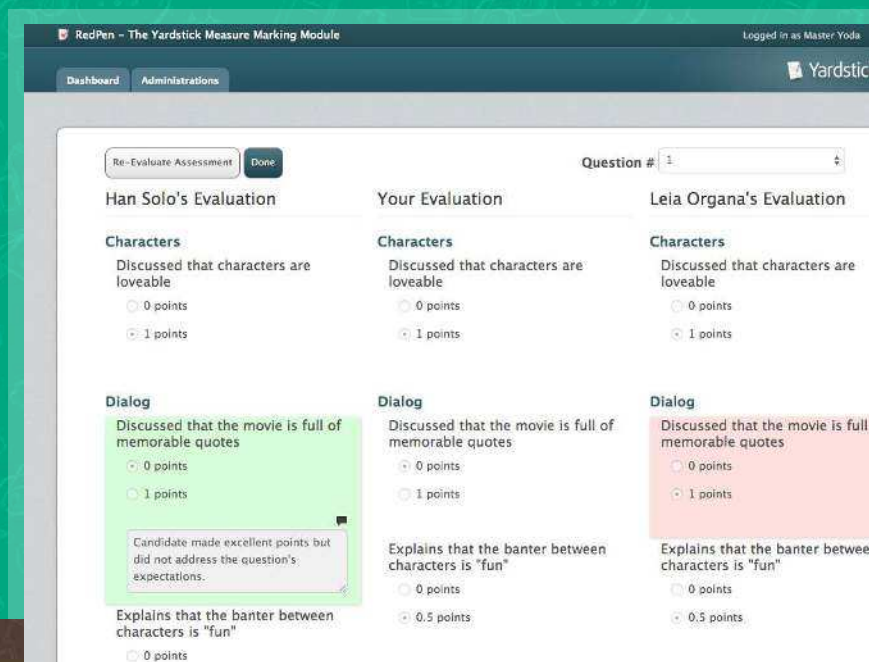 RedPen – The Yardstick Measure Marking Module
Logged in as Master Yoda
Dashboard
Administrations
Yardstic
Re-Evaluate Assessment
Done
Question #
1
Han Solo's Evaluation
Characters
Discussed that characters are
loveable
0 points
1 points
Dialog
Discussed that the movie is full of
memorable quotes
0 points
1 points
Candidate made excellent points but
did not address the question's
expectations.
Explains that the banter between
characters is "fun"
0 points
Your Evaluation
Characters
Discussed that characters are
loveable
0 points
1 points
Dialog
Discussed that the movie is full of
memorable quotes
0 points
1 points
Explains that the banter between
characters is "fun"
0 points
0.5 points
Leia Organa's Evaluation
Characters
Discussed that characters are
loveable
0 points
1 points
Dialog
Discussed that the movie is full
memorable quotes
0 points
1 points
Explains that the banter betwee
characters is "fun"
0 points
0.5 points